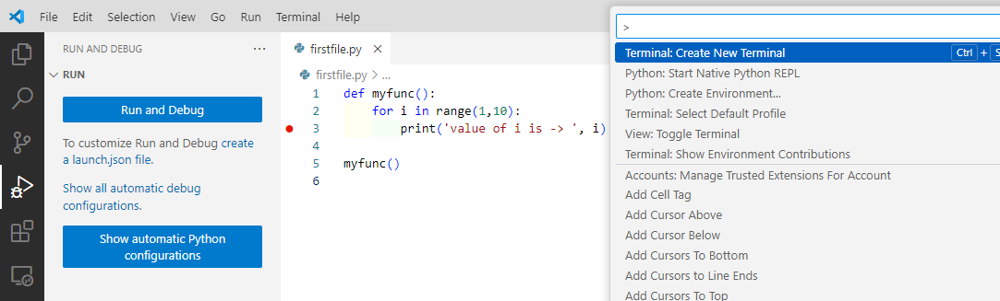 File Edit Selection View Go Run Terminal Help
RUN AND DEBUG ···
RUN
Run and Debug
To customize Run and Debug create
a launch.json file.
Show all automatic debug
configurations.
Show automatic Python
configurations
firstfile.py
firstfile.py > ...
1 def myfunc():
2 for i in range(1,10):
3 print('value of i is -> ', i)
4
5 myfunc()
6
>
Terminal: Create New Terminal Ctrl + S
Python: Start Native Python REPL
Python: Create Environment...
Terminal: Select Default Profile
View: Toggle Terminal
Terminal: Show Environment Contributions
Accounts: Manage Trusted Extensions For Account
Add Cell Tag
Add Cursor Above
Add Cursor Below
Add Cursors To Bottom
Add Cursors to Line Ends
Add Cursors To Top